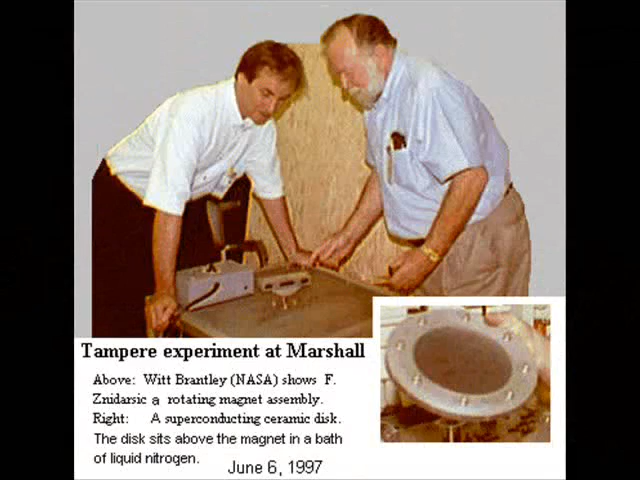 Tampere experiment at Marshall
Above: Witt Brantley (NASA) shows F.
Znidarsic a rotating magnet assembly.
Right: A superconducting ceramic disk.
The disk sits above the magnet in a bath
of liquid nitrogen.
June 6, 1997